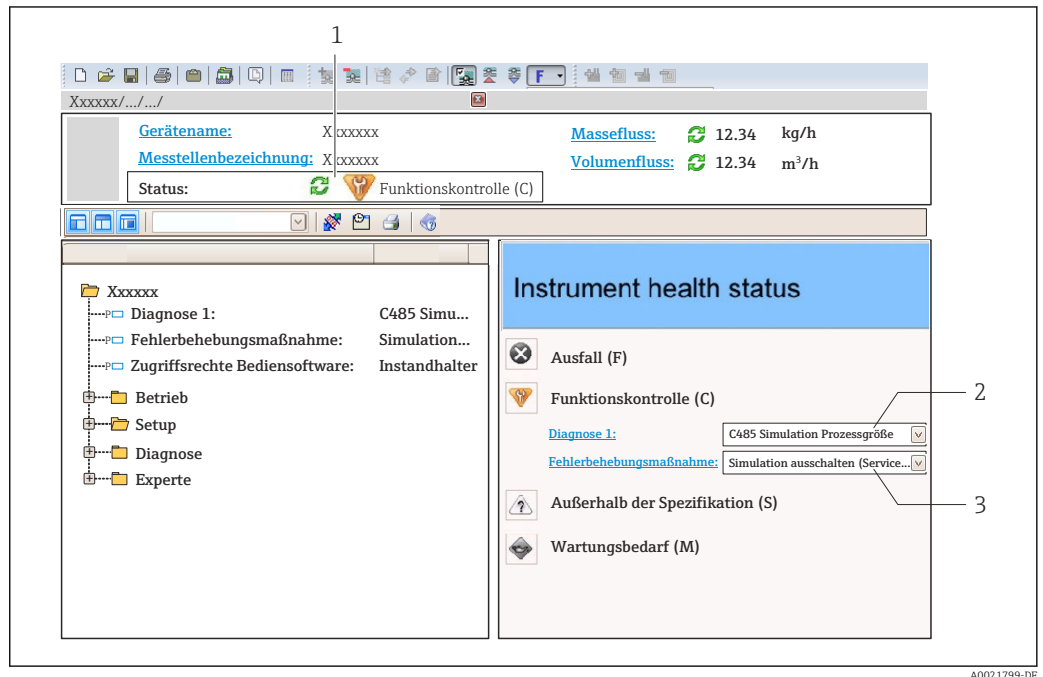 1
F
Xxxxxx/.../.../
Gerätename: Xxxxxxx Massefluss: 12.34 kg/h
Messtellenbezeichnung: Xxxxxxx Volumenfluss: 12.34 m³/h
Status: Funktionskontrolle (C)
Xxxxxx
P Diagnose 1: C485 Simu...
P Fehlerbehebungsmaßnahme: Simulation...
P Zugriffsrechte Bediensoftware: Instandhalter
Betrieb
Setup
Diagnose
Experte
Instrument health status
Ausfall (F)
Funktionskontrolle (C)
2
Diagnose 1: C485 Simulation Prozessgröße
Fehlerbehebungsmaßnahme: Simulation ausschalten (Service...
Außerhalb der Spezifikation (S)
3
Wartungsbedarf (M)
A0021799-DE